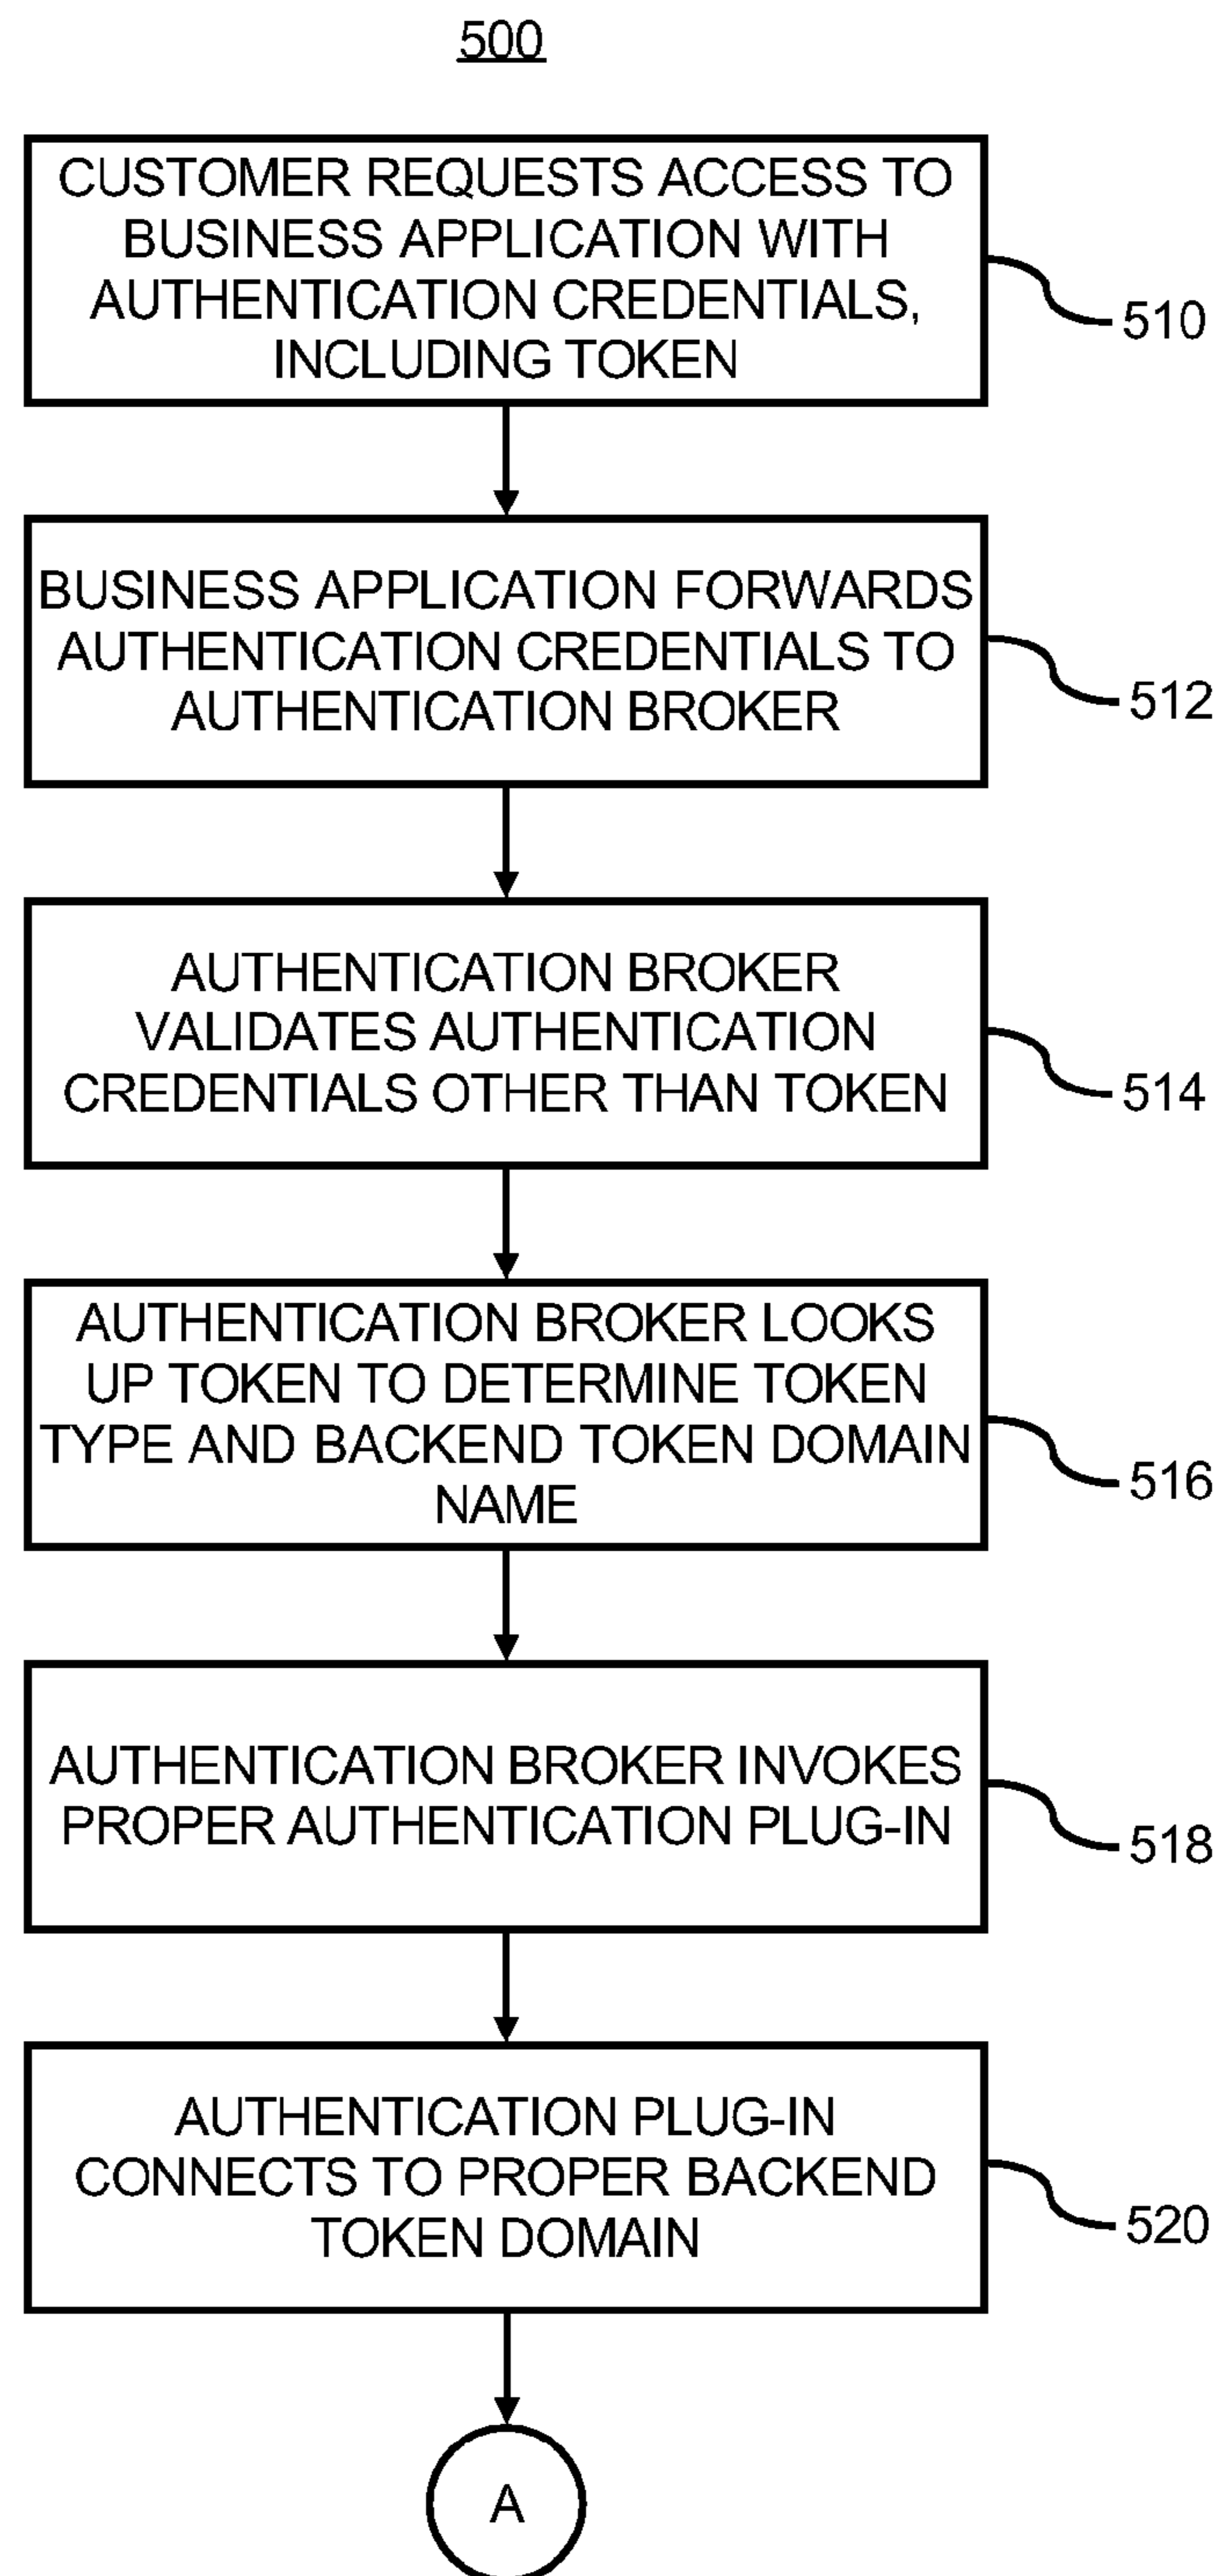 500
CUSTOMER REQUESTS ACCESS TO
BUSINESS APPLICATION WITH
AUTHENTICATION CREDENTIALS,
INCLUDING TOKEN
510
BUSINESS APPLICATION FORWARDS
AUTHENTICATION CREDENTIALS TO
AUTHENTICATION BROKER
512
AUTHENTICATION BROKER
VALIDATES AUTHENTICATION
CREDENTIALS OTHER THAN TOKEN
514
AUTHENTICATION BROKER LOOKS
UP TOKEN TO DETERMINE TOKEN
TYPE AND BACKEND TOKEN DOMAIN
NAME
516
AUTHENTICATION BROKER INVOKES
PROPER AUTHENTICATION PLUG-IN
518
AUTHENTICATION PLUG-IN
CONNECTS TO PROPER BACKEND
TOKEN DOMAIN
520
A